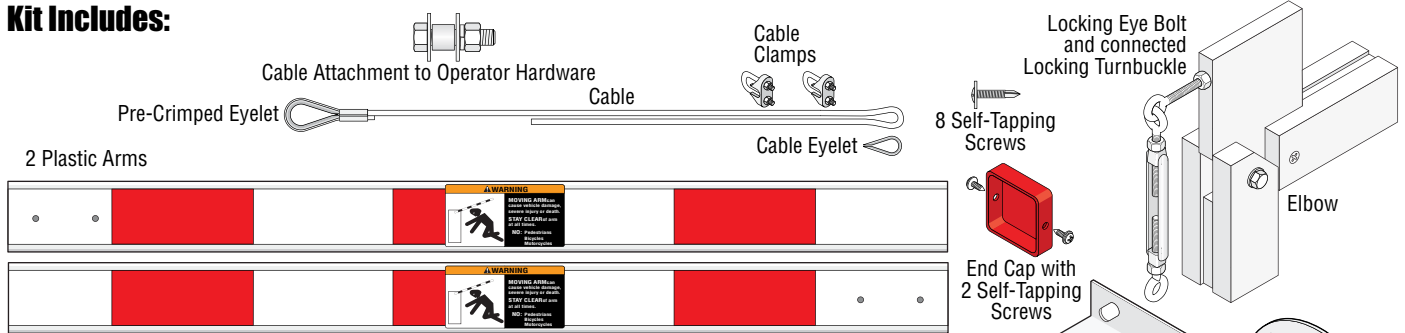 Kit Includes:
Cable Attachment to Operator Hardware
Cable
Clamps
Locking Eye Bolt
and connected
Locking Turnbuckle
Pre-Crimped Eyelet
Cable
Cable Eyelet
8 Self-Tapping
Screws
Elbow
2 Plastic Arms
WARNING
MOVING ARM can
cause vehicle damage,
severe injury or death.
STAY CLEAR of arm
at all times.
NO: Pedestrians
Bicycles
Motorcycles
End Cap with
2 Self-Tapping
Screws
WARNING
MOVING ARM can
cause vehicle damage,
severe injury or death.
STAY CLEAR of arm
at all times.
NO: Pedestrians
Bicycles
Motorcycles